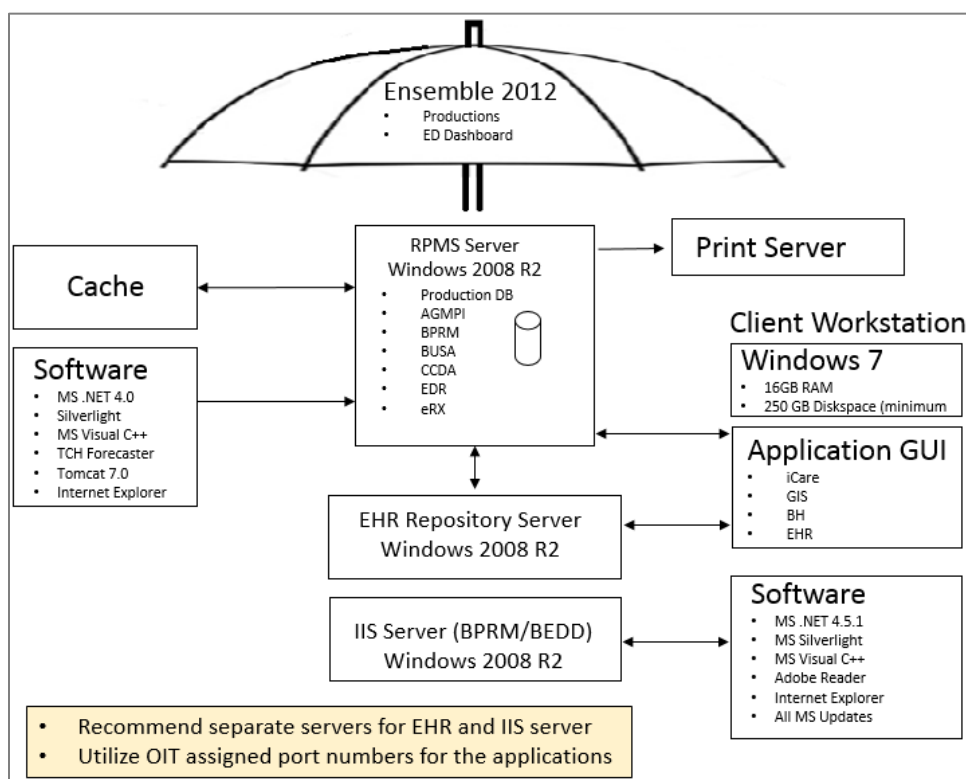 Ensemble 2012
• Productions
• ED Dashboard
RPMS Server
Windows 2008 R2
• Production DB
• AGMPI
• BPRM
• BUSA
• CCDA
• EDR
• eRX
Print Server
Cache
Software
• MS .NET 4.0
• Silverlight
• MS Visual C++
• TCH Forecaster
• Tomcat 7.0
• Internet Explorer
Client Workstation
Windows 7
• 16GB RAM
• 250 GB Diskspace (minimum
Application GUI
• iCare
• GIS
• BH
• EHR
EHR Repository Server
Windows 2008 R2
IIS Server (BPRM/BEDD)
Windows 2008 R2
Software
• MS .NET 4.5.1
• MS Silverlight
• MS Visual C++
• Adobe Reader
• Internet Explorer
• All MS Updates
• Recommend separate servers for EHR and IIS server
• Utilize OIT assigned port numbers for the applications